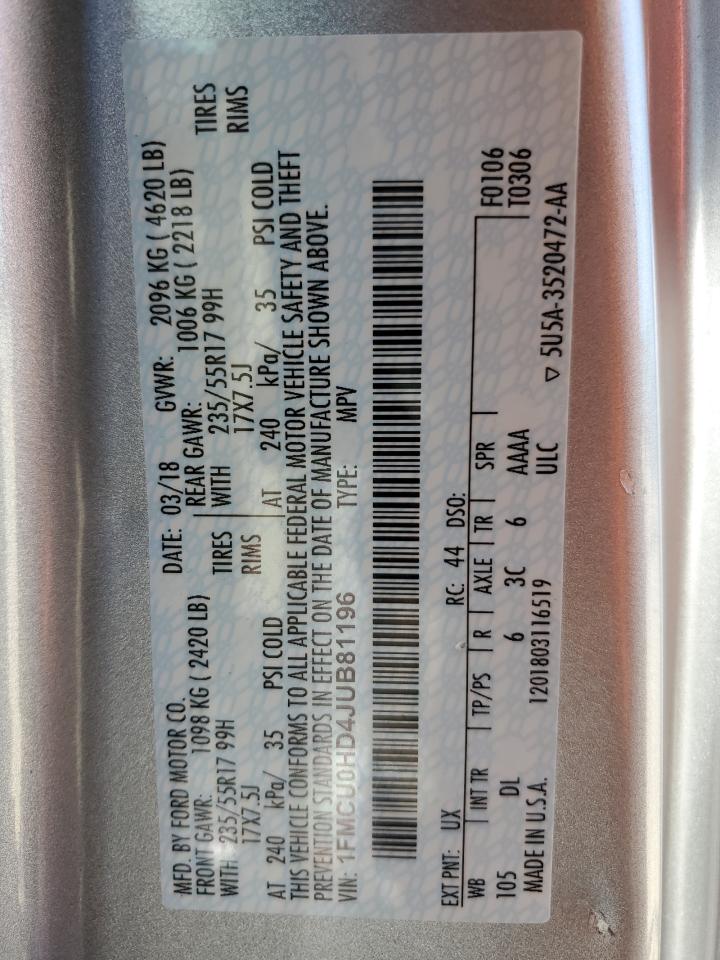 MFD. BY FORD MOTOR CO.
DATE: 03/18 GVWR: 2096 KG ( 4620 LB)
FRONT GAWR: 1098 KG ( 2420 LB) REAR GAWR: 1006 KG ( 2218 LB)
WITH 235/55R17 99H TIRES WITH 235/55R17 99H TIRES
17X7.5J RIMS 17X7.5J RIMS
AT 240 kPa/ 35 PSI COLD AT 240 kPa/ 35 PSI COLD
THIS VEHICLE CONFORMS TO ALL APPLICABLE FEDERAL MOTOR VEHICLE SAFETY AND THEFT
PREVENTION STANDARDS IN EFFECT ON THE DATE OF MANUFACTURE SHOWN ABOVE.
VIN: 1FMCU0HD4JUB81196 TYPE: MPV
EXT PNT: UX RC: 44 DSO:
WB INT TR TP/PS R AXLE TR SPR F0106
105 DL 6 3C 6 AAAA T0306
MADE IN U.S.A. 1201803116519 ULC
▽ 5U5A-3520472-AA